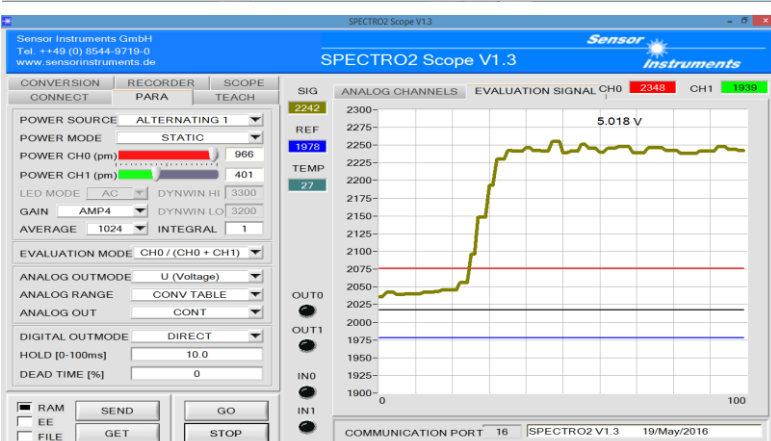 SPECTRO2 Scope V1.3
Sensor Instruments GmbH
Tel. ++49 (0) 8544-9719-0
www.sensorinstruments.de
SPECTRO2 Scope V1.3
Sensor
Instruments
CONVERSION RECORDER SCOPE
CONNECT PARA TEACH
POWER SOURCE ALTERNATING 1
POWER MODE STATIC
POWER CH0 (pm) 966
POWER CH1 (pm) 401
LED MODE AC DYNWIN HI 3300
GAIN AMP4 DYNWIN LO 3200
AVERAGE 1024 INTEGRAL 1
EVALUATION MODE CH0 / (CH0 + CH1)
ANALOG OUTMODE U (Voltage)
ANALOG RANGE CONV TABLE
ANALOG OUT CONT
DIGITAL OUTMODE DIRECT
HOLD [0-100ms] 10.0
DEAD TIME [%] 0
RAM
EE
FILE
SEND GO
GET STOP
SIG
2242
REF
1978
TEMP
27
OUT0
OUT1
IN0
IN1
ANALOG CHANNELS EVALUATION SIGNAL CH0 2348 CH1 1939
5.018 V
2300
2275
2250
2225
2200
2175
2150
2125
2100
2075
2050
2025
2000
1975
1950
1925
1900
0 100
COMMUNICATION PORT 16 SPECTRO2 V1.3 19/May/2016